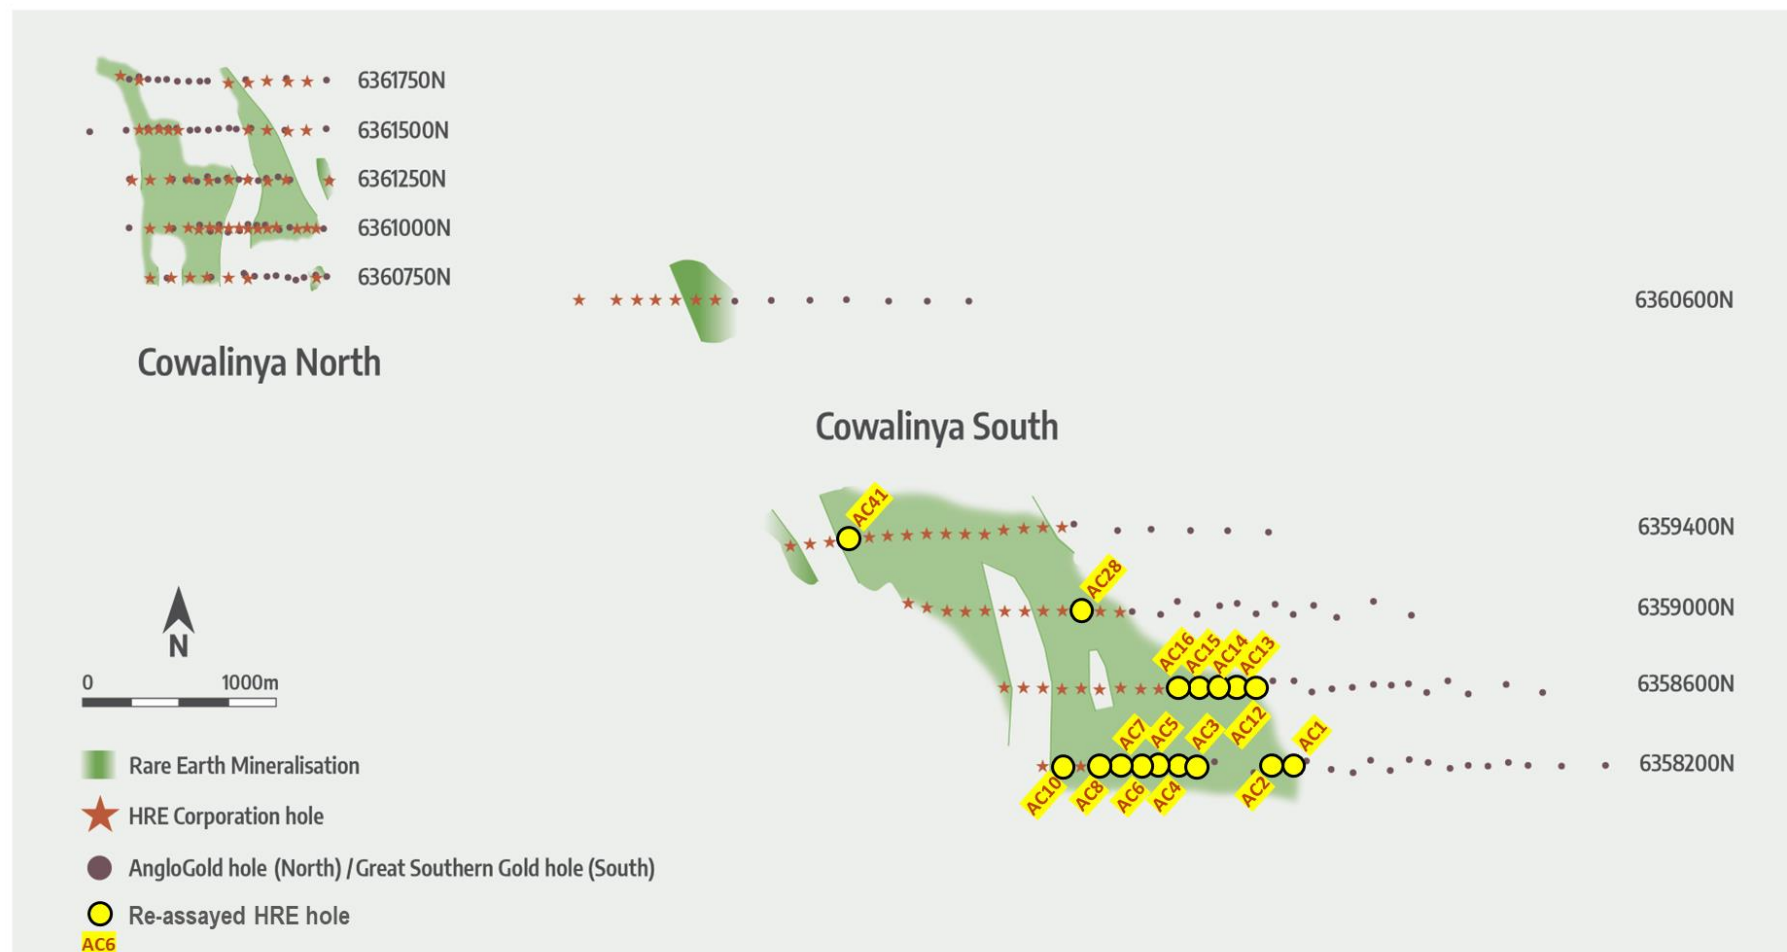 6361750N
6361500N
6361250N
6361000N
6360750N
6360600N
Cowalinya North
Cowalinya South
AC41
6359400N
AC28
6359000N
AC16
AC15
AC14
AC13
6358600N
AC7
AC5
AC3
AC12
AC1
6358200N
AC10
AC8
AC6
AC4
AC2
N
0 1000m
Rare Earth Mineralisation
HRE Corporation hole
AngloGold hole (North) / Great Southern Gold hole (South)
Re-assayed HRE hole
AC6